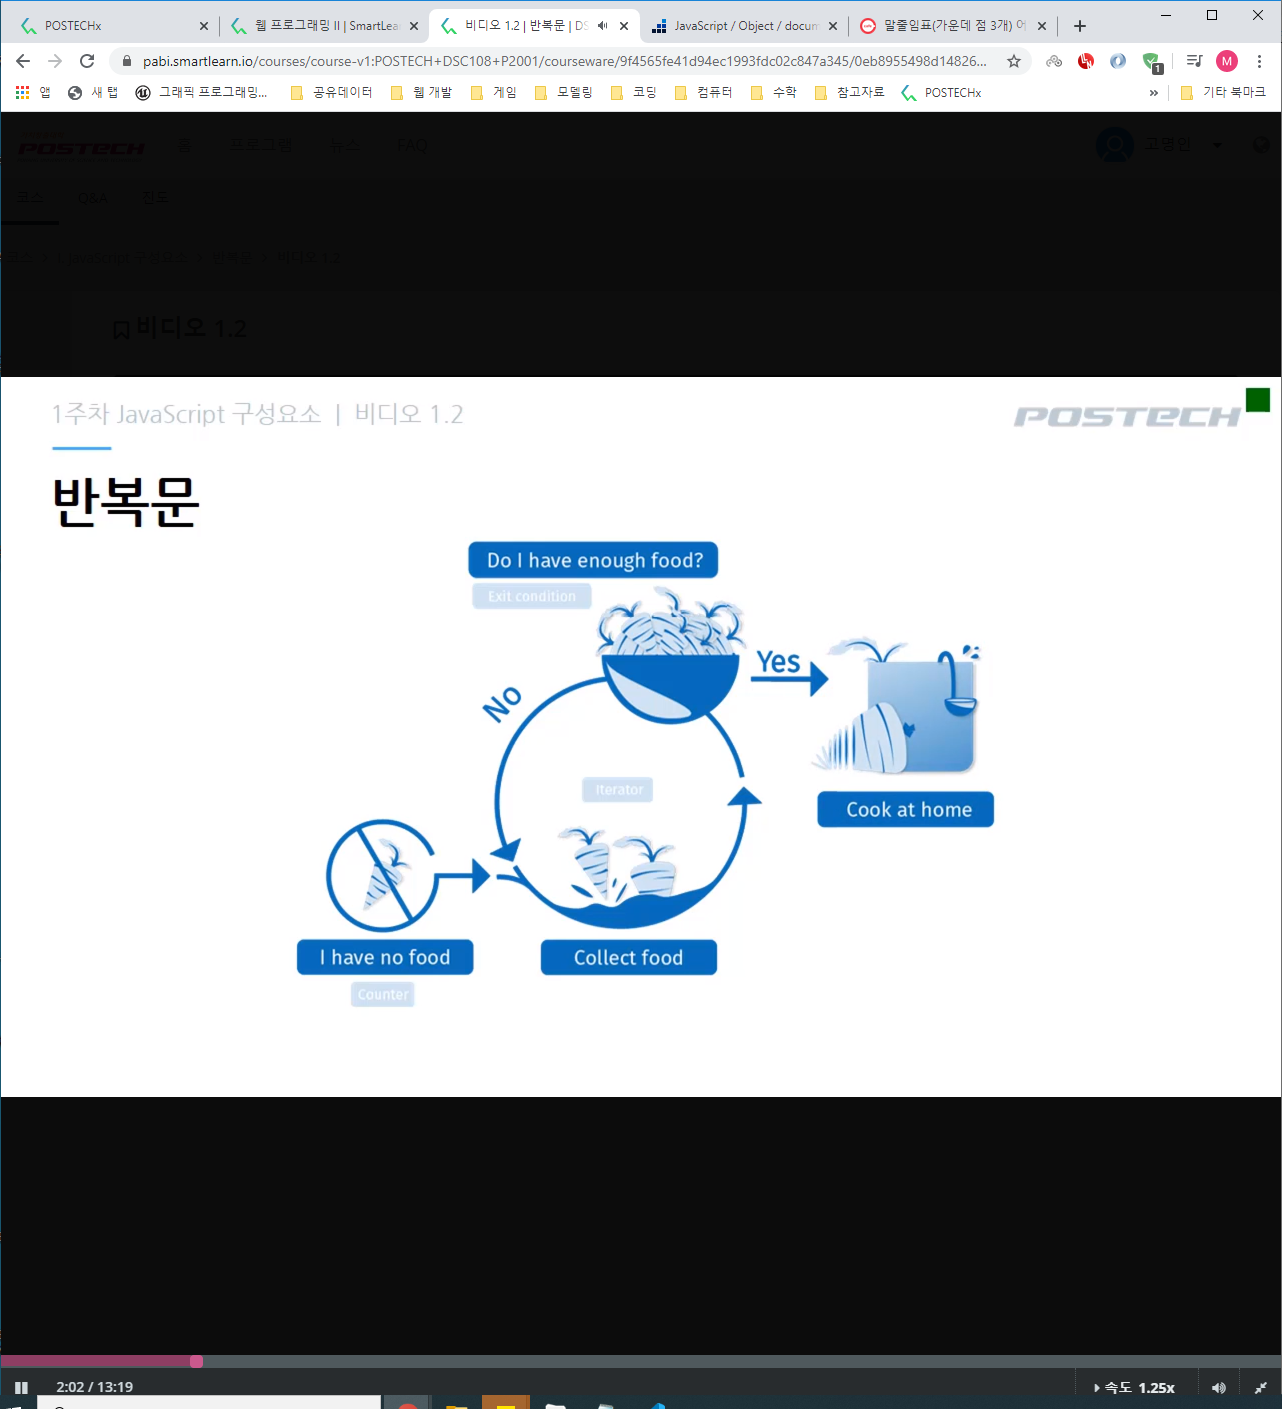 POSTECHx
웹 프로그래밍 II | SmartLear
비디오 1.2 | 반복문 | DS
JavaScript / Object / docum
말줄임표(가운데 점 3개) 어
pabi.smartlearn.io/courses/course-v1:POSTECH+DSC108+P2001/courseware/9f4565fe41d94ec1993fdc02c847a345/0eb8955498d14826...
M
1
앱
새 탭
그래픽 프로그래밍...
공유데이터
웹 개발
게임
모델링
코딩
컴퓨터
수학
참고자료
POSTECHx
»
기타 북마크
POSTECH
홈
프로그램
뉴스
FAQ
고명인
코스
Q&A
진도
코스 > JavaScript 구성요소 > 반복문 > 비디오 1.2
비디오 1.2
1주차 JavaScript 구성요소 | 비디오 1.2
POSTECH
반복문
Do I have enough food?
Exit condition
Yes
No
Iterator
Cook at home
I have no food
Collect food
Counter
2:02 / 13:19
속도 1.25x